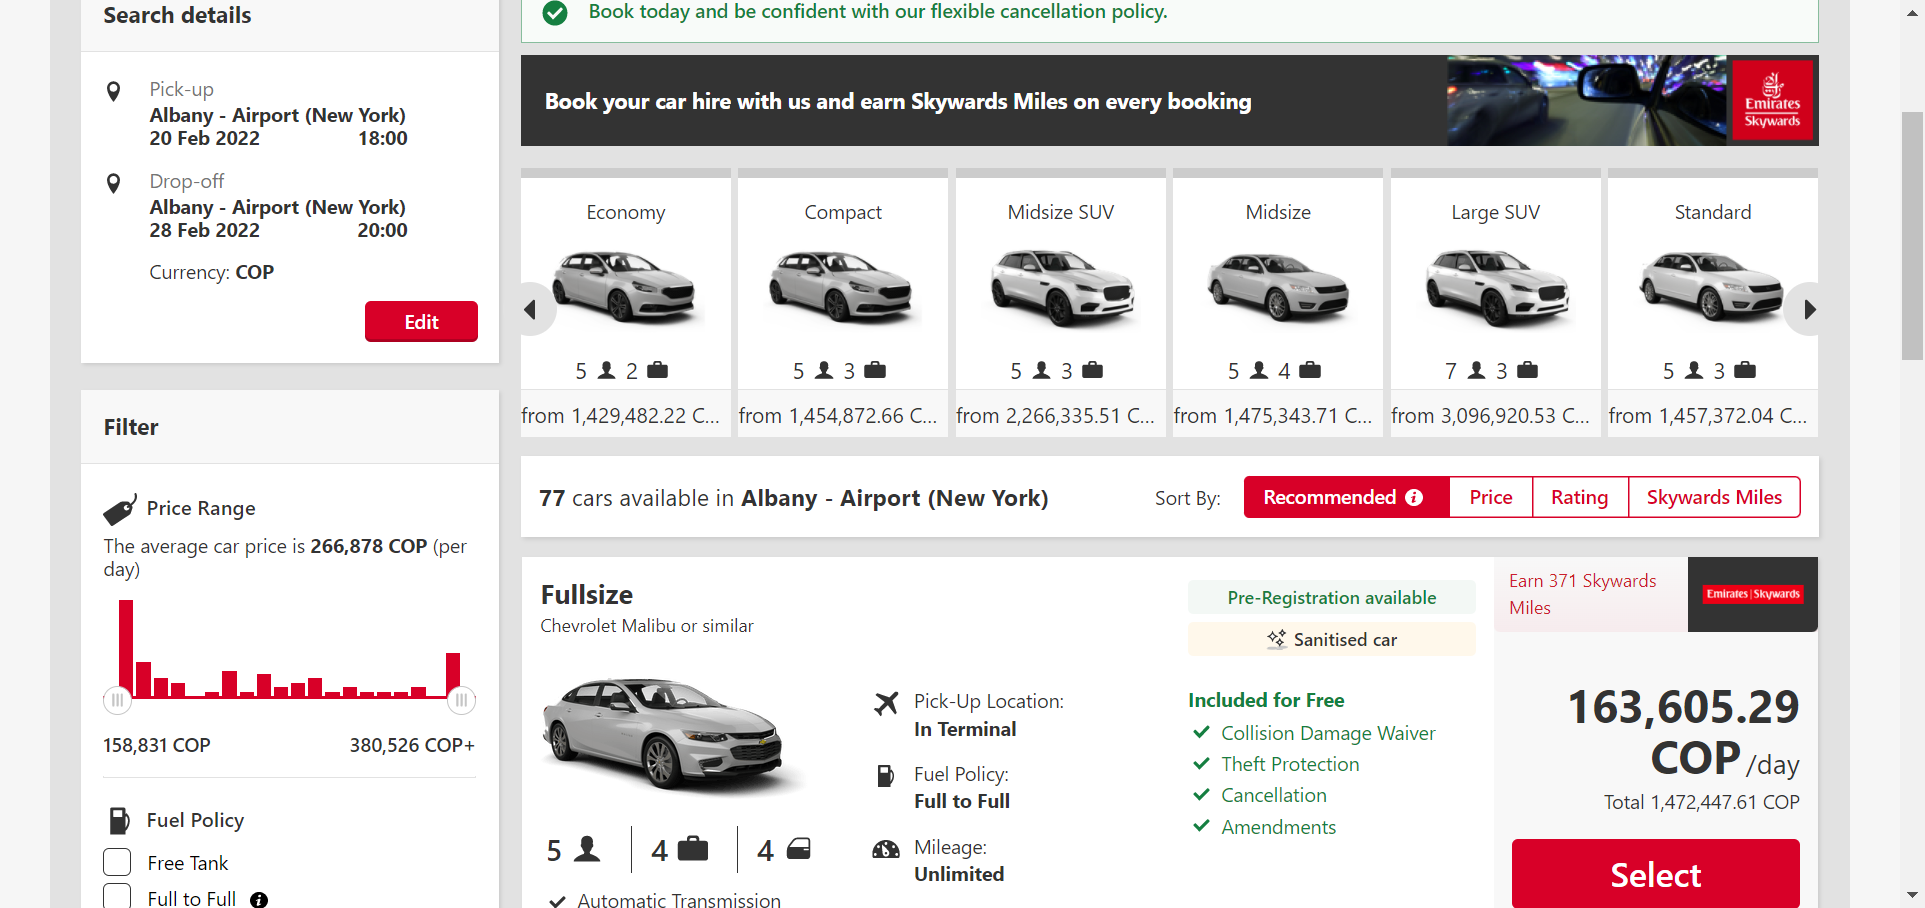 Search details
Pick-up
Albany - Airport (New York)
20 Feb 2022 18:00
Drop-off
Albany - Airport (New York)
28 Feb 2022 20:00
Currency: COP
Edit
Filter
Price Range
The average car price is 266,878 COP (per
day)
158,831 COP 380,526 COP+
Fuel Policy
Free Tank
Full to Full
Book today and be confident with our flexible cancellation policy.
Book your car hire with us and earn Skywards Miles on every booking
Emirates
Skywards
Economy
5 2
from 1,429,482.22 C...
Compact
5 3
from 1,454,872.66 C...
Midsize SUV
5 3
from 2,266,335.51 C...
Midsize
5 4
from 1,475,343.71 C...
Large SUV
7 3
from 3,096,920.53 C...
Standard
5 3
from 1,457,372.04 C...
77 cars available in Albany - Airport (New York)
Sort By: Recommended Price Rating Skywards Miles
Fullsize
Chevrolet Malibu or similar
5 4 4
Automatic Transmission
Pick-Up Location:
In Terminal
Fuel Policy:
Full to Full
Mileage:
Unlimited
Pre-Registration available
Sanitised car
Included for Free
Collision Damage Waiver
Theft Protection
Cancellation
Amendments
Earn 371 Skywards
Miles
Emirates | Skywards
163,605.29
COP /day
Total 1,472,447.61 COP
Select